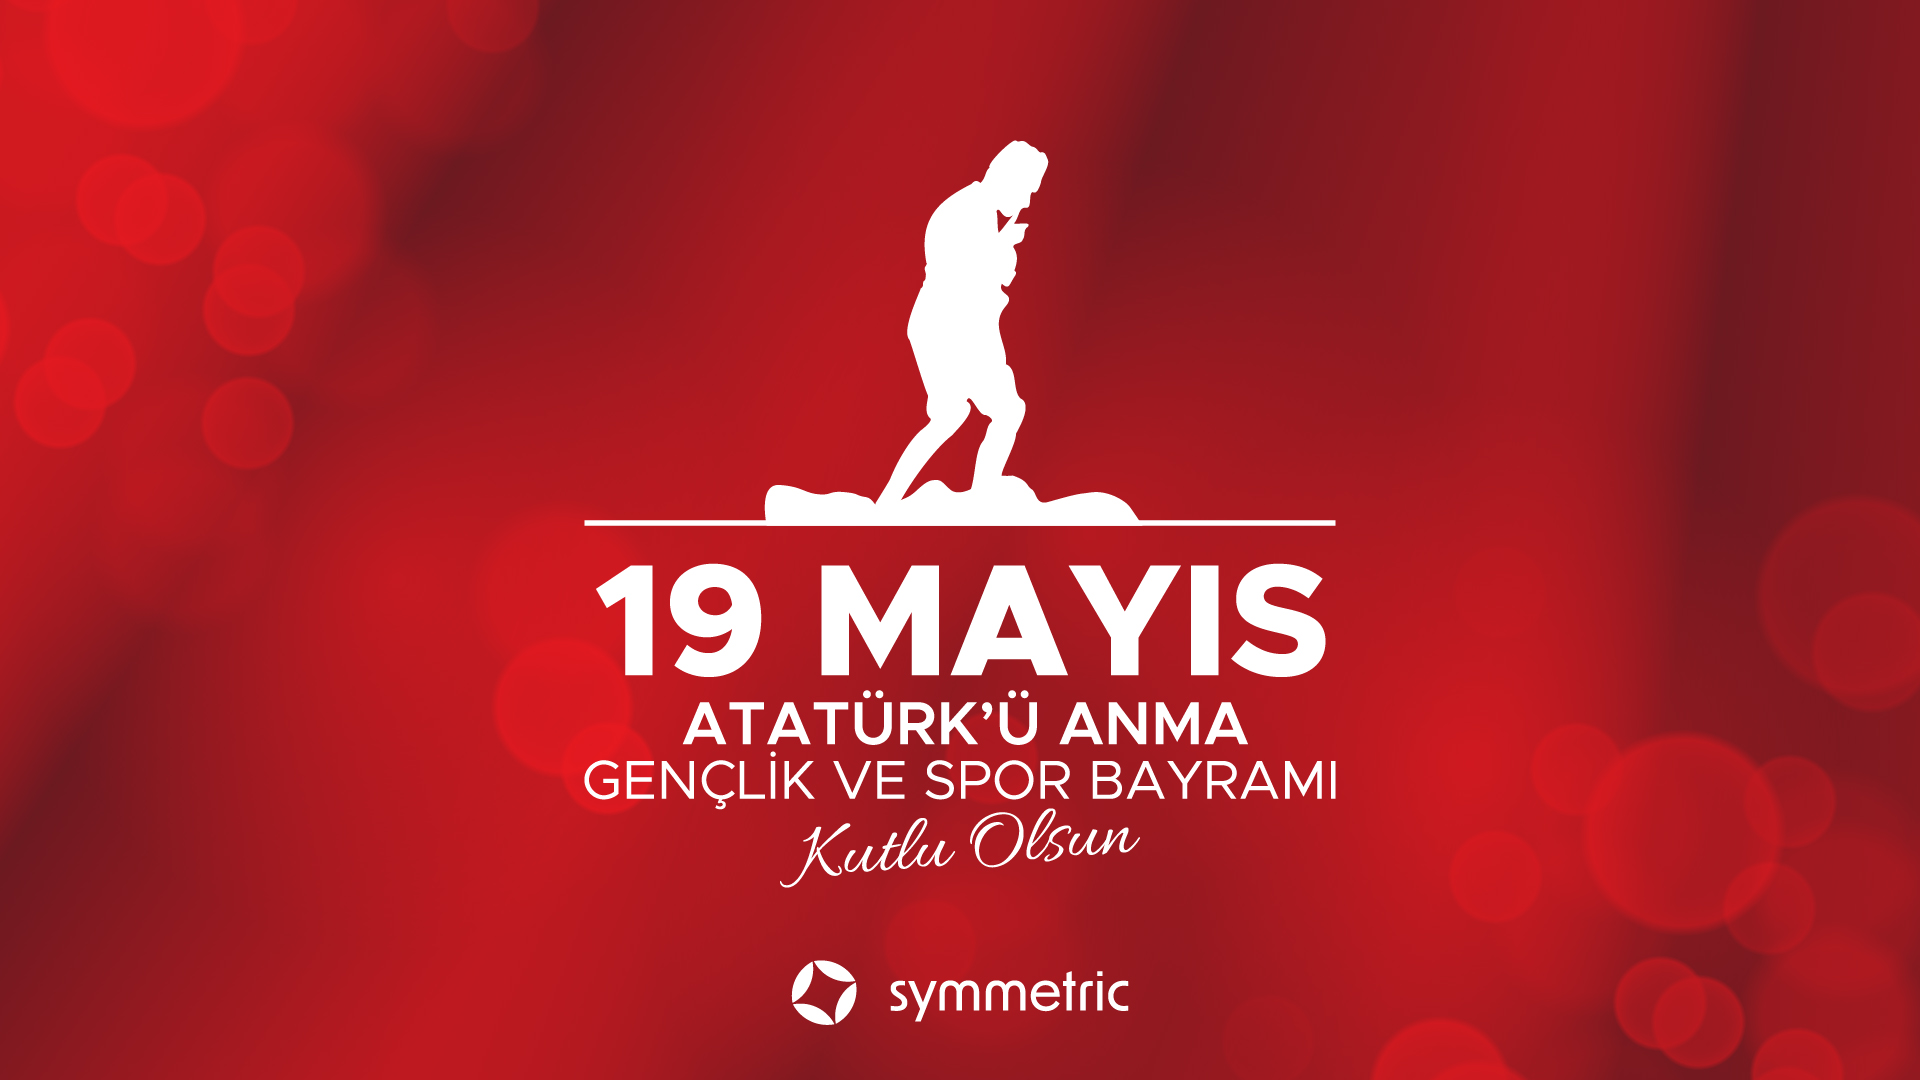 19 MAYIS
ATATÜRK’Ü ANMA
GENÇLİK VE SPOR BAYRAMI
Kutlu Olsun
symmetric